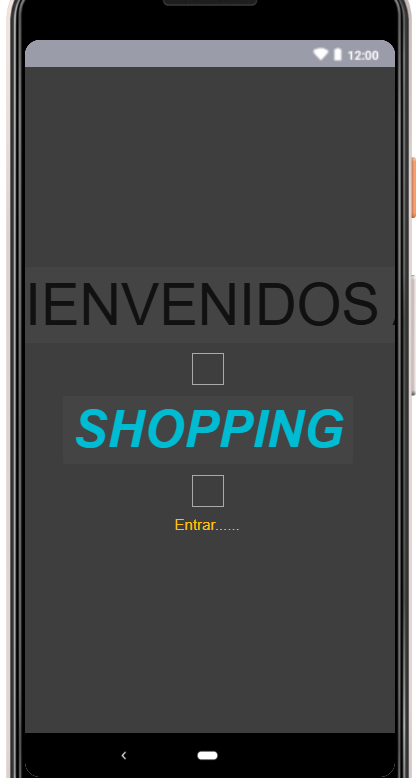 12:00
IENVENIDOS
SHOPPING
Entrar......